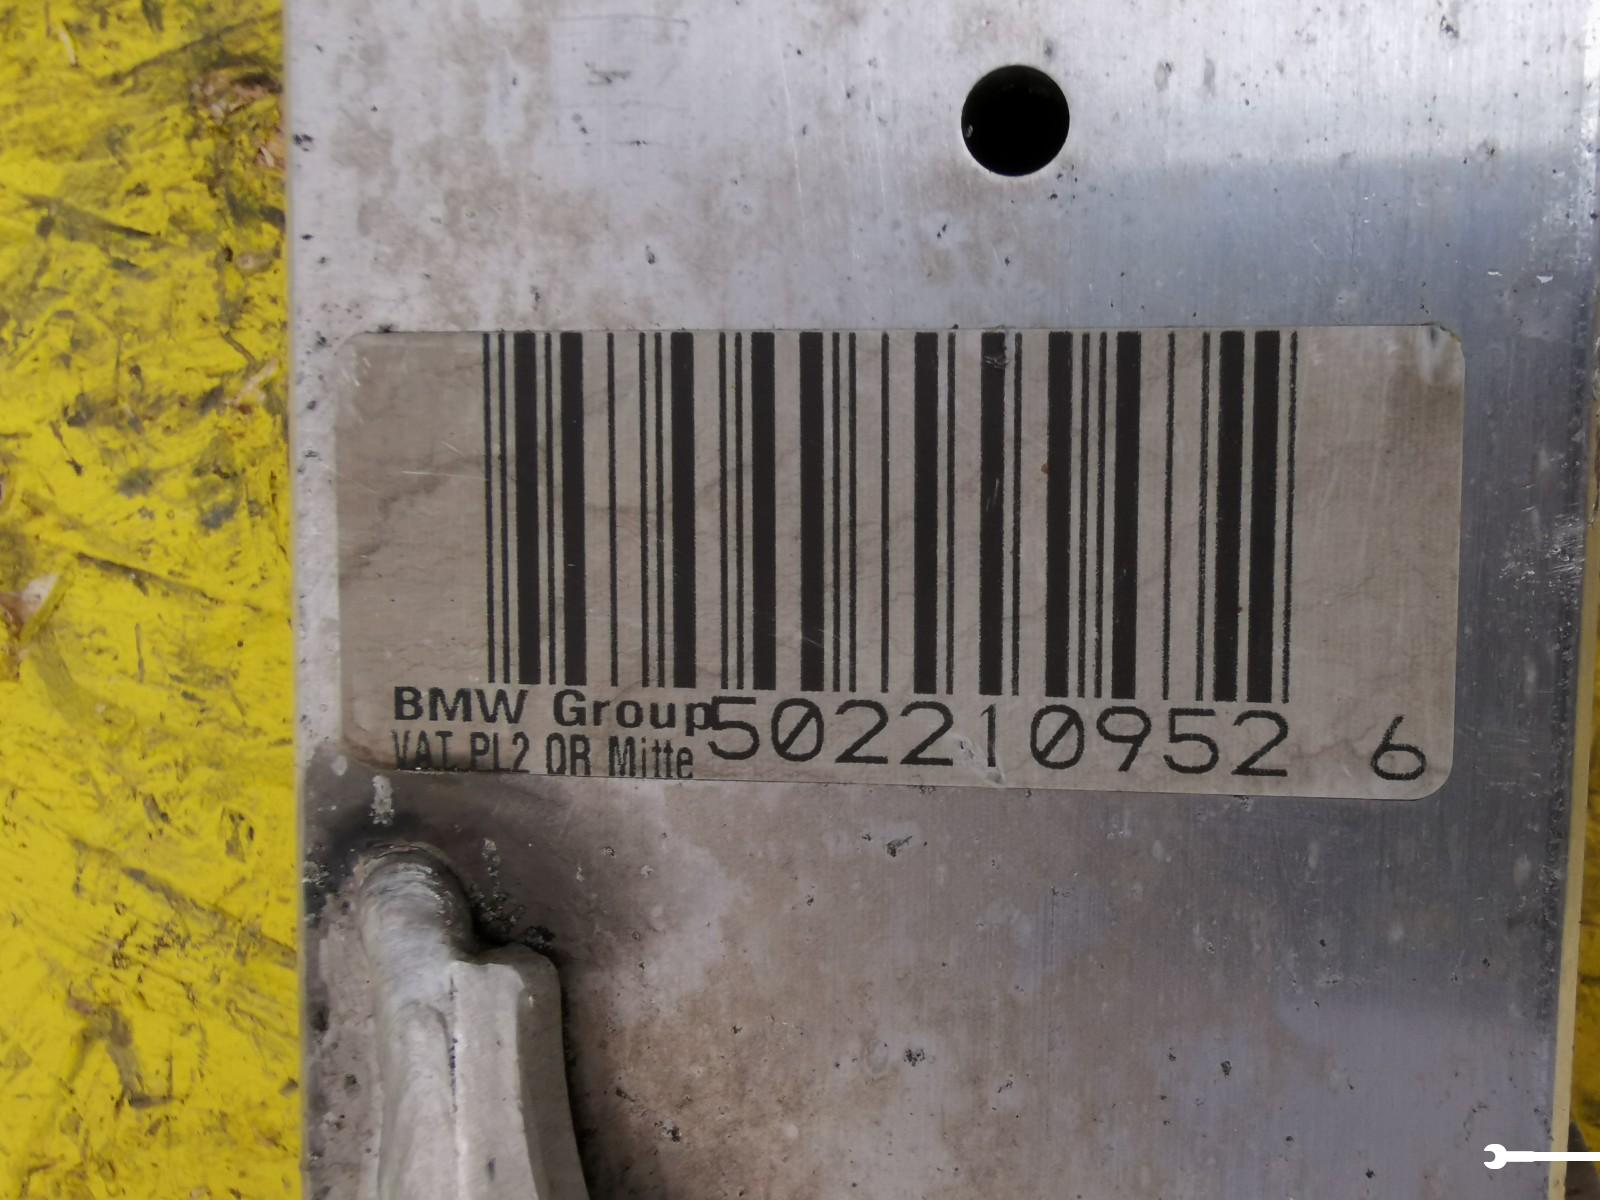 BMW Group 502210952 6
VAT PL2 OR Mitte